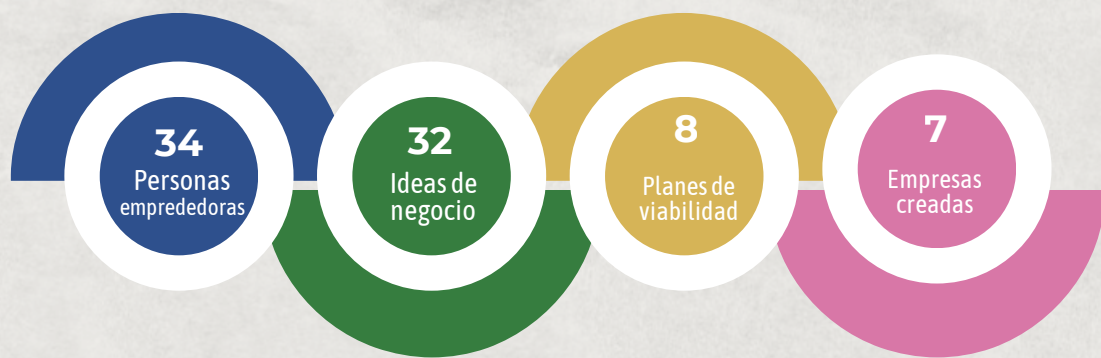 34
Personas
emprededoras
32
Ideas de
negocio
8
Planes de
viabilidad
7
Empresas
creadas